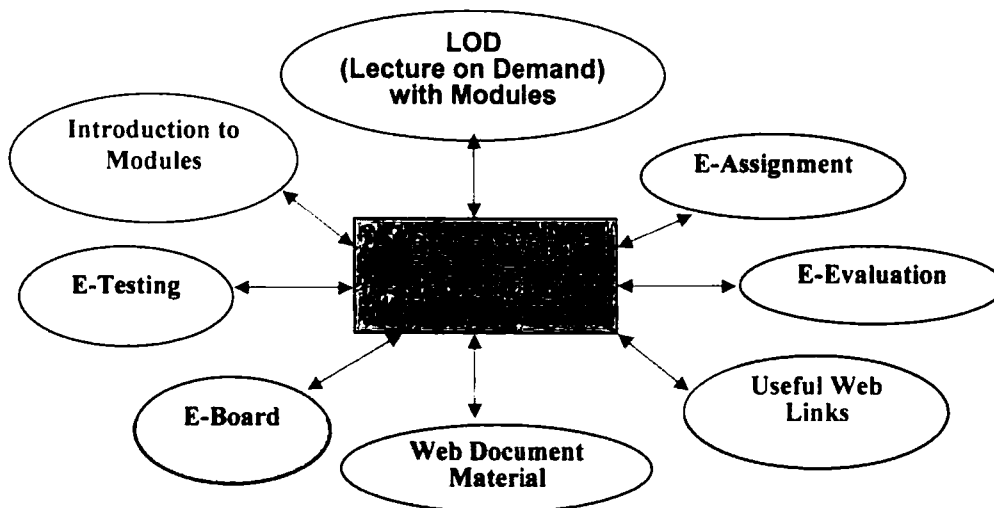 LOD
(Lecture on Demand)
with Modules
Introduction to
Modules
E-Assignment
E-Testing
E-Evaluation
E-Board
Useful Web
Links
Web Document
Material